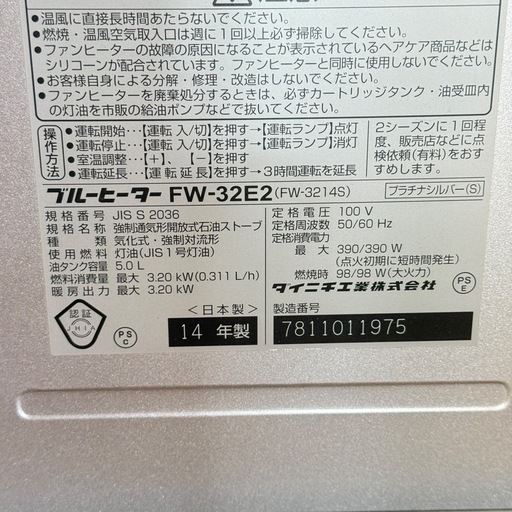 ●温風に直接長時間あたらないでください。
●燃焼・温風空気取入口は週に1回以上必ず掃除してください。
●ファンヒーターの故障の原因になることが表示されているヘアケア商品などは
シリコーンが配合されています。ファンヒーターと同時に使用しないでください。
●お客様自身による分解・修理・改造はしないでください。
●ファンヒーターを廃棄処分するときは、必ずカートリッジタンク・油受皿内
の灯油を市販の給油ポンプなどで抜いてください。
操作方法
●運転開始…【運転 入/切】を押す→【運転ランプ】点灯
●運転停止…【運転 入/切】を押す→【運転ランプ】消灯
●室温調整…【+】、【−】を押す
●運転延長…【運転延長】を押す→3時間運転を延長
2シーズンに1回程
度、販売店などに点
検依頼(有料)をおす
すめします。
ブルーヒーター FW-32E2 (FW-3214S)
プラチナシルバー(S)
規格番号 JIS S 2036
規格名称 強制通気形開放式石油ストーブ
種類 気化式・強制対流形
使用燃料 灯油(JIS1号灯油)
油タンク容量 5.0 L
燃料消費量 最大 3.20 kW(0.311 L/h)
暖房出力 最大 3.20 kW
定格電圧 100 V
定格周波数 50/60 Hz
定格消費電力
最大 390/390 W
(点火初期に短時間発生)
燃焼時 98/98 W(大火力)
タイニチ工業株式会社
PS E
認証
JHIA
PS C
<日本製>
14 年製
製造番号
7811011975